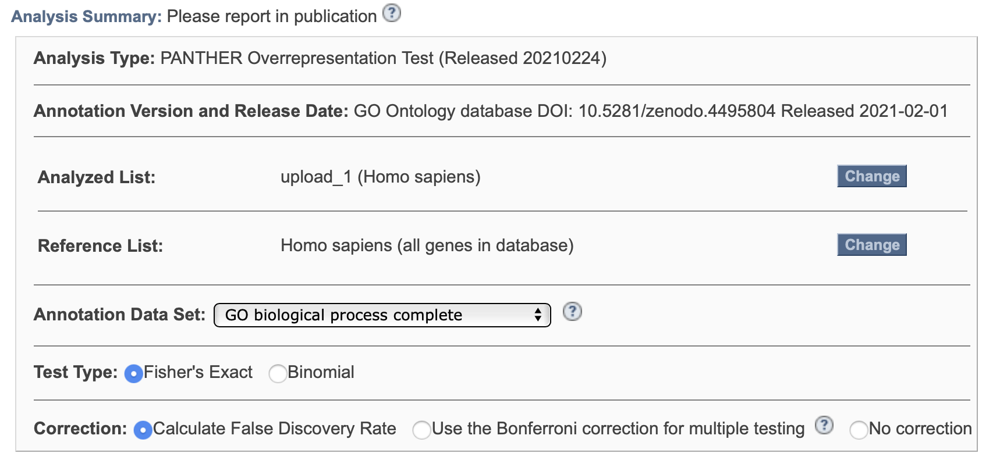 Analysis Summary: Please report in publication ?
Analysis Type: PANTHER Overrepresentation Test (Released 20210224)
Annotation Version and Release Date: GO Ontology database DOI: 10.5281/zenodo.4495804 Released 2021-02-01
Analyzed List: upload_1 (Homo sapiens) Change
Reference List: Homo sapiens (all genes in database) Change
Annotation Data Set: GO biological process complete ?
Test Type: Fisher's Exact Binomial
Correction: Calculate False Discovery Rate Use the Bonferroni correction for multiple testing ? No correction